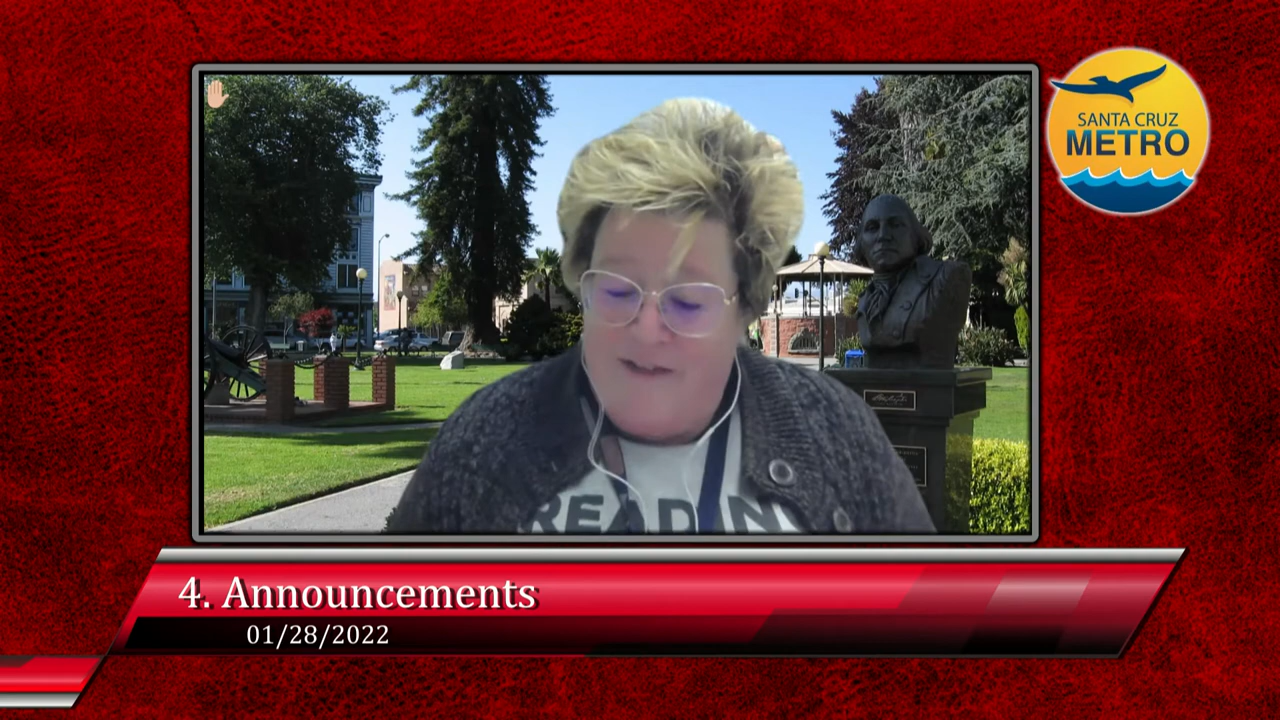 SANTA CRUZ
METRO
READIN
4. Announcements
01/28/2022